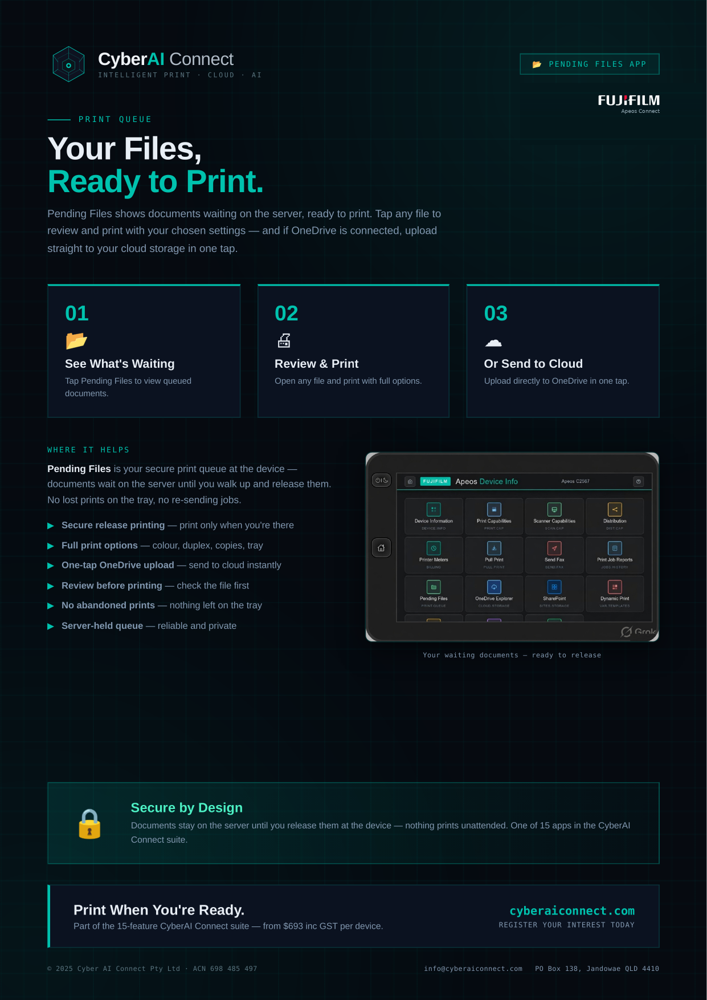 CyberAI Connect
INTELLIGENT PRINT · CLOUD · AI
📂 PENDING FILES APP
FUJIFILM
Apeos Connect
PRINT QUEUE
Your Files,
Ready to Print.
Pending Files shows documents waiting on the server, ready to print. Tap any file to
review and print with your chosen settings — and if OneDrive is connected, upload
straight to your cloud storage in one tap.
01
See What's Waiting
Tap Pending Files to view queued
documents.
02
Review & Print
Open any file and print with full options.
03
Or Send to Cloud
Upload directly to OneDrive in one tap.
WHERE IT HELPS
Pending Files is your secure print queue at the device —
documents wait on the server until you walk up and release them.
No lost prints on the tray, no re-sending jobs.
▶ Secure release printing — print only when you're there
▶ Full print options — colour, duplex, copies, tray
▶ One-tap OneDrive upload — send to cloud instantly
▶ Review before printing — check the file first
▶ No abandoned prints — nothing left on the tray
▶ Server-held queue — reliable and private
FUJIFILM Apeos Device Info Apeos C2567
Device Information Print Capabilities Scanner Capabilities Distribution
DEVICE.INFO PRINT.CAP SCAN.CAP DIST.CAP
Printer Meters Pull Print Send Fax Print Job Reports
BILLING PULL.PRINT SEND.FAX JOBS.HISTORY
Pending Files OneDrive Explorer SharePoint Dynamic Print
PRINT.QUEUE CLOUD.STORAGE SITES.STORAGE VAR.TEMPLATES
Grok
Your waiting documents — ready to release
Secure by Design
Documents stay on the server until you release them at the device — nothing prints unattended. One of 15 apps in the CyberAI
Connect suite.
Print When You're Ready.
Part of the 15-feature CyberAI Connect suite — from $693 inc GST per device.
cyberaiconnect.com
REGISTER YOUR INTEREST TODAY
© 2025 Cyber AI Connect Pty Ltd · ACN 698 485 497
info@cyberaiconnect.com PO Box 138, Jandowae QLD 4410